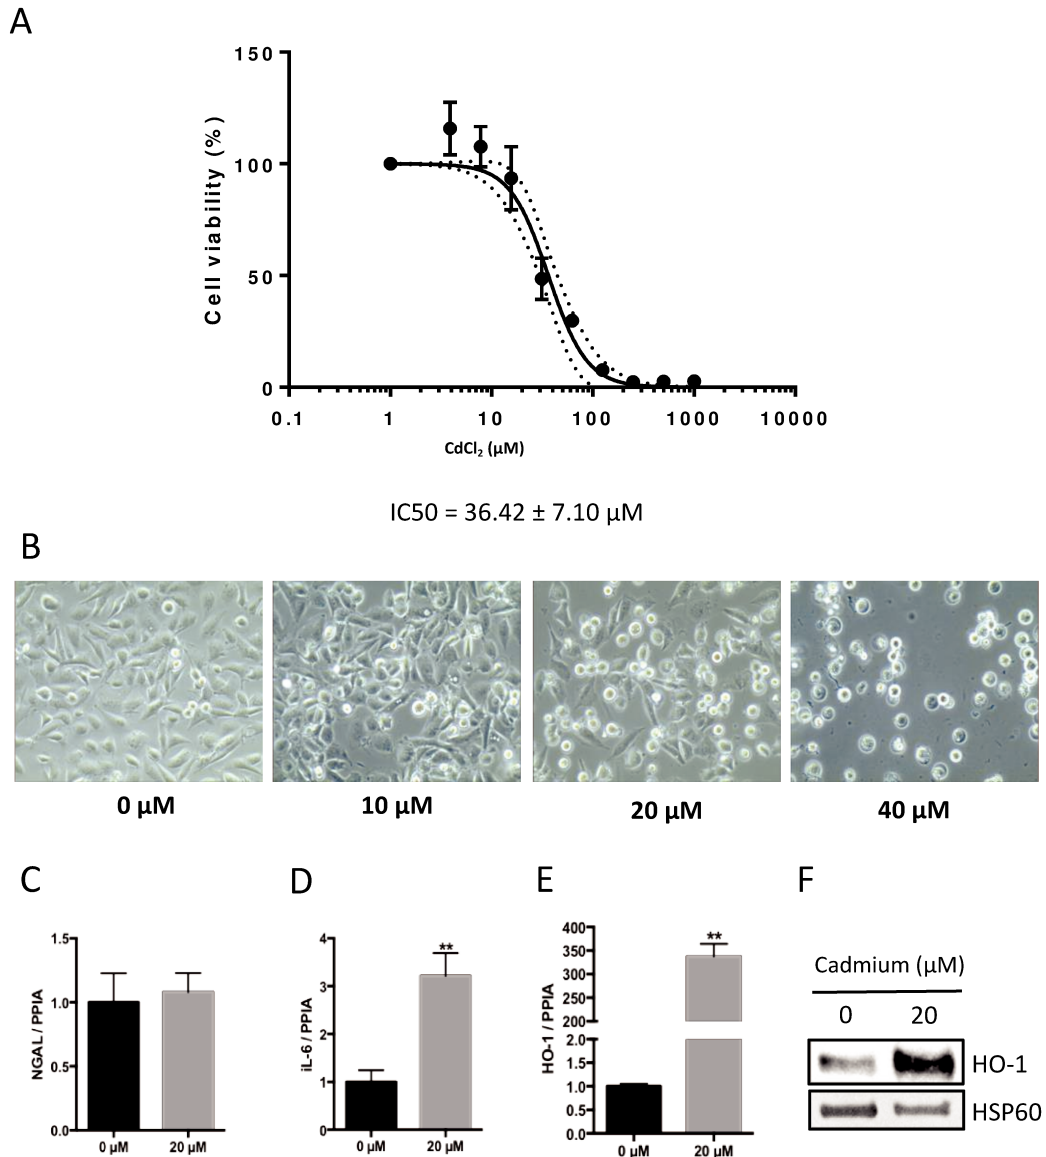 A
150
100
50
0
Cell viability (%)
0.1 1 10 100 1000 10000
CdCl₂ (µM)
IC50 = 36.42 ± 7.10 µM
B
0 µM 10 µM 20 µM 40 µM
C
1.5
1.0
0.5
0.0
NGAL / PPIA
0 µM 20 µM
D
4
3
2
1
0
iL-6 / PPIA
**
0 µM 20 µM
E
400
350
300
250
200
2.0
1.5
1.0
0.5
0.0
HO-1 / PPIA
**
0 µM 20 µM
F
Cadmium (µM)
0 20
HO-1
HSP60